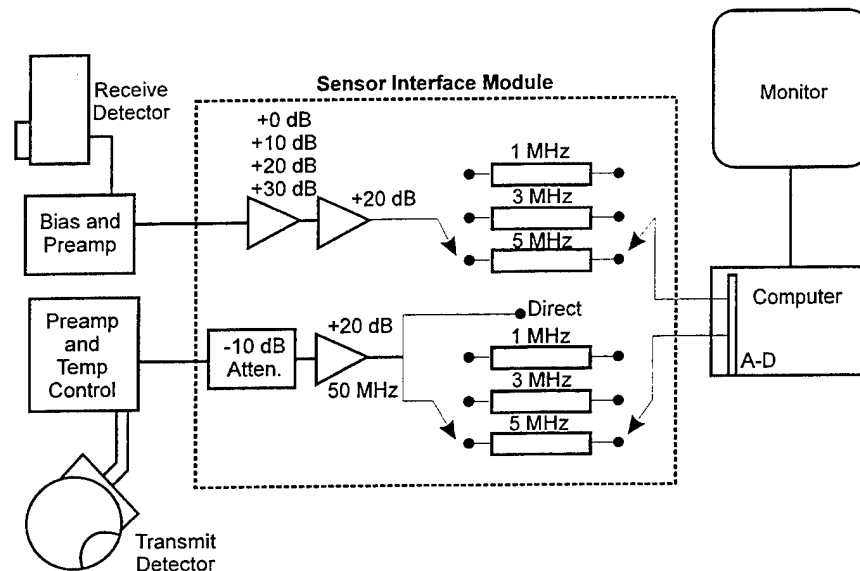 Sensor Interface Module
Receive
Detector
+0 dB
+10 dB
+20 dB
+30 dB
+20 dB
Bias and
Preamp
1 MHz
3 MHz
5 MHz
Monitor
Computer
A-D
Preamp
and
Temp
Control
-10 dB
Atten.
+20 dB
50 MHz
Direct
1 MHz
3 MHz
5 MHz
Transmit
Detector